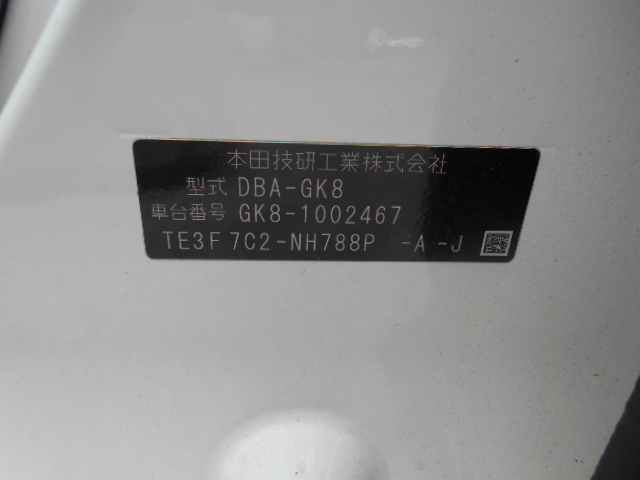 本田技研工業株式会社
型式 DBA-GK8
車台番号 GK8-1002467
TE3F7C2-NH788P -A-J